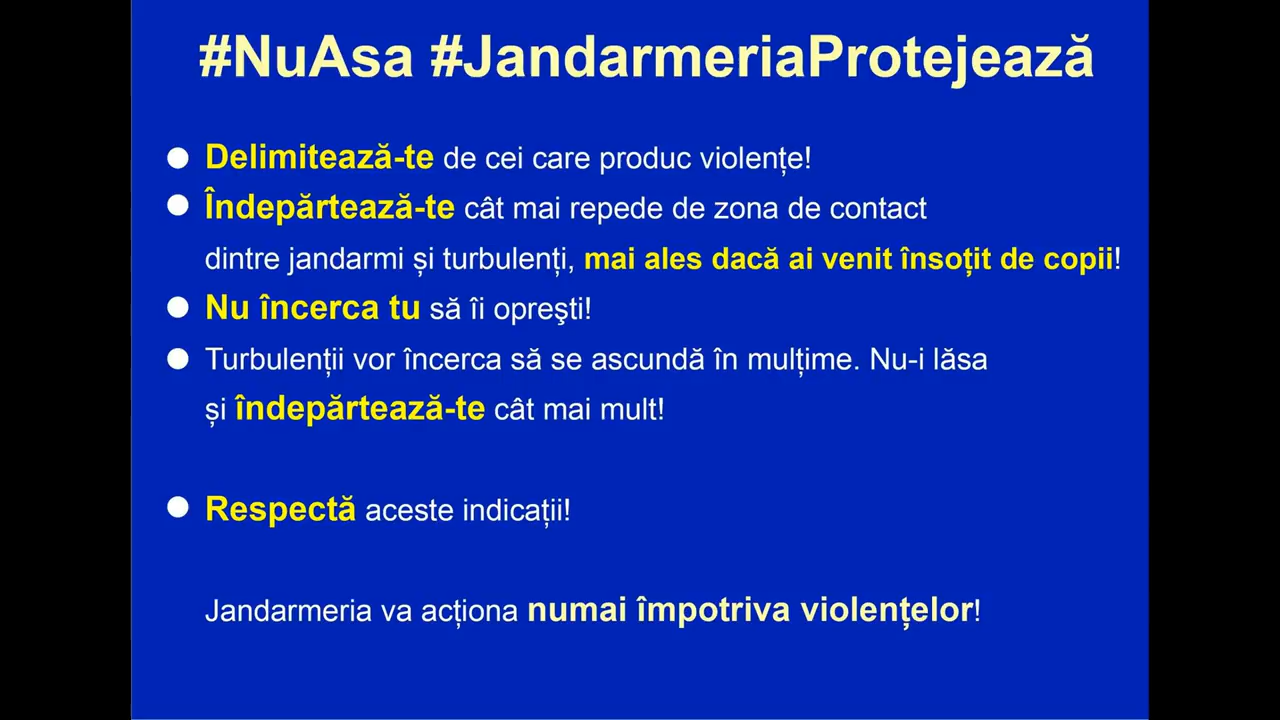 #NuAsa #JandarmeriaProtejează
● Delimitează-te de cei care produc violențe!
● Îndepărtează-te cât mai repede de zona de contact
dintre jandarmi și turbulenți, mai ales dacă ai venit însoțit de copii!
● Nu încerca tu să îi opreşti!
● Turbulenții vor încerca să se ascundă în mulțime. Nu-i lăsa
și îndepărtează-te cât mai mult!
● Respectă aceste indicații!
Jandarmeria va acționa numai împotriva violențelor!